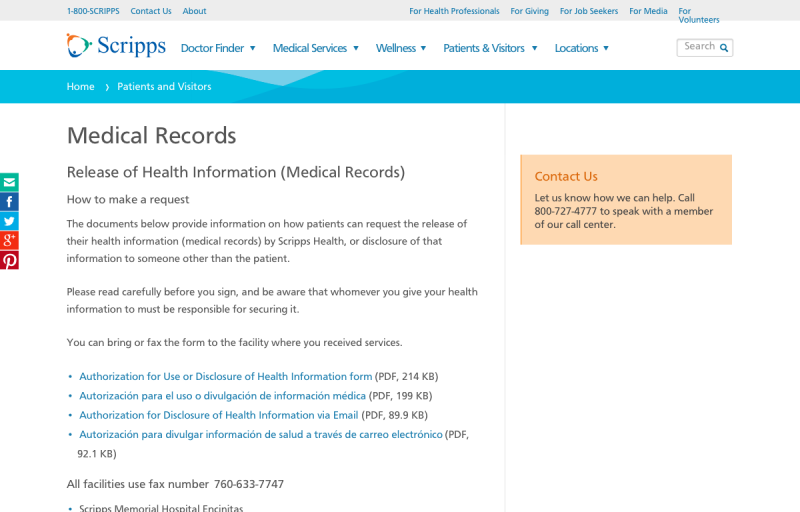 1-800-SCRIPPS Contact Us About For Health Professionals For Giving For Job Seekers For Media For Volunteers
Scripps Doctor Finder Medical Services Wellness Patients & Visitors Locations Search
Home Patients and Visitors
Medical Records
Release of Health Information (Medical Records)
How to make a request
The documents below provide information on how patients can request the release of
their health information (medical records) by Scripps Health, or disclosure of that
information to someone other than the patient.
Please read carefully before you sign, and be aware that whomever you give your health
information to must be responsible for securing it.
You can bring or fax the form to the facility where you received services.
• Authorization for Use or Disclosure of Health Information form (PDF, 214 KB)
• Autorización para el uso o divulgación de información médica (PDF, 199 KB)
• Authorization for Disclosure of Health Information via Email (PDF, 89.9 KB)
• Autorización para divulgar información de salud a través de carreo electrónico (PDF,
92.1 KB)
All facilities use fax number 760-633-7747
• Scripps Memorial Hospital Encinitas
Contact Us
Let us know how we can help. Call
800-727-4777 to speak with a member
of our call center.